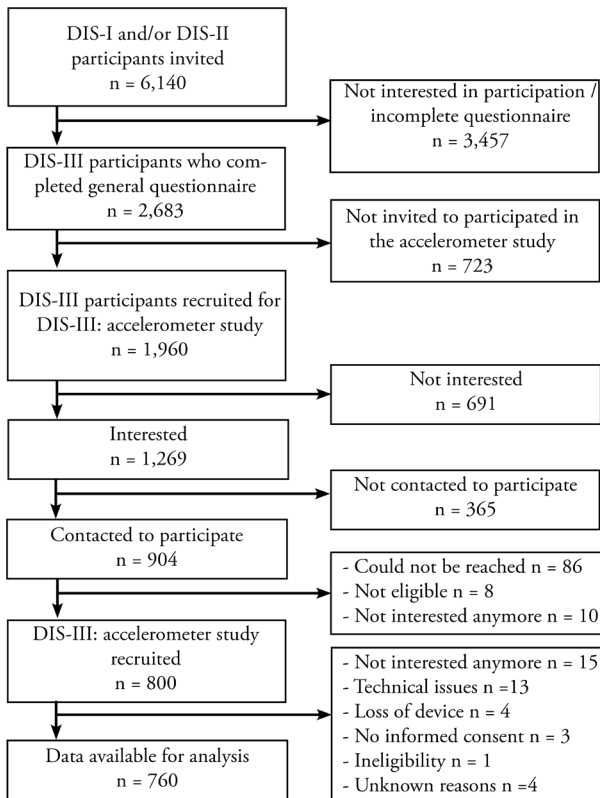 DIS-I and/or DIS-II
participants invited
n = 6,140
Not interested in participation /
incomplete questionnaire
n = 3,457
DIS-III participants who com-
pleted general questionnaire
n = 2,683
Not invited to participated in
the accelerometer study
n = 723
DIS-III participants recruited for
DIS-III: accelerometer study
n = 1,960
Not interested
n = 691
Interested
n = 1,269
Not contacted to participate
n = 365
Contacted to participate
n = 904
- Could not be reached n = 86
- Not eligible n = 8
- Not interested anymore n = 10
DIS-III: accelerometer study
recruited
n = 800
- Not interested anymore n = 15
- Technical issues n =13
- Loss of device n = 4
- No informed consent n = 3
- Ineligibility n = 1
- Unknown reasons n =4
Data available for analysis
n = 760